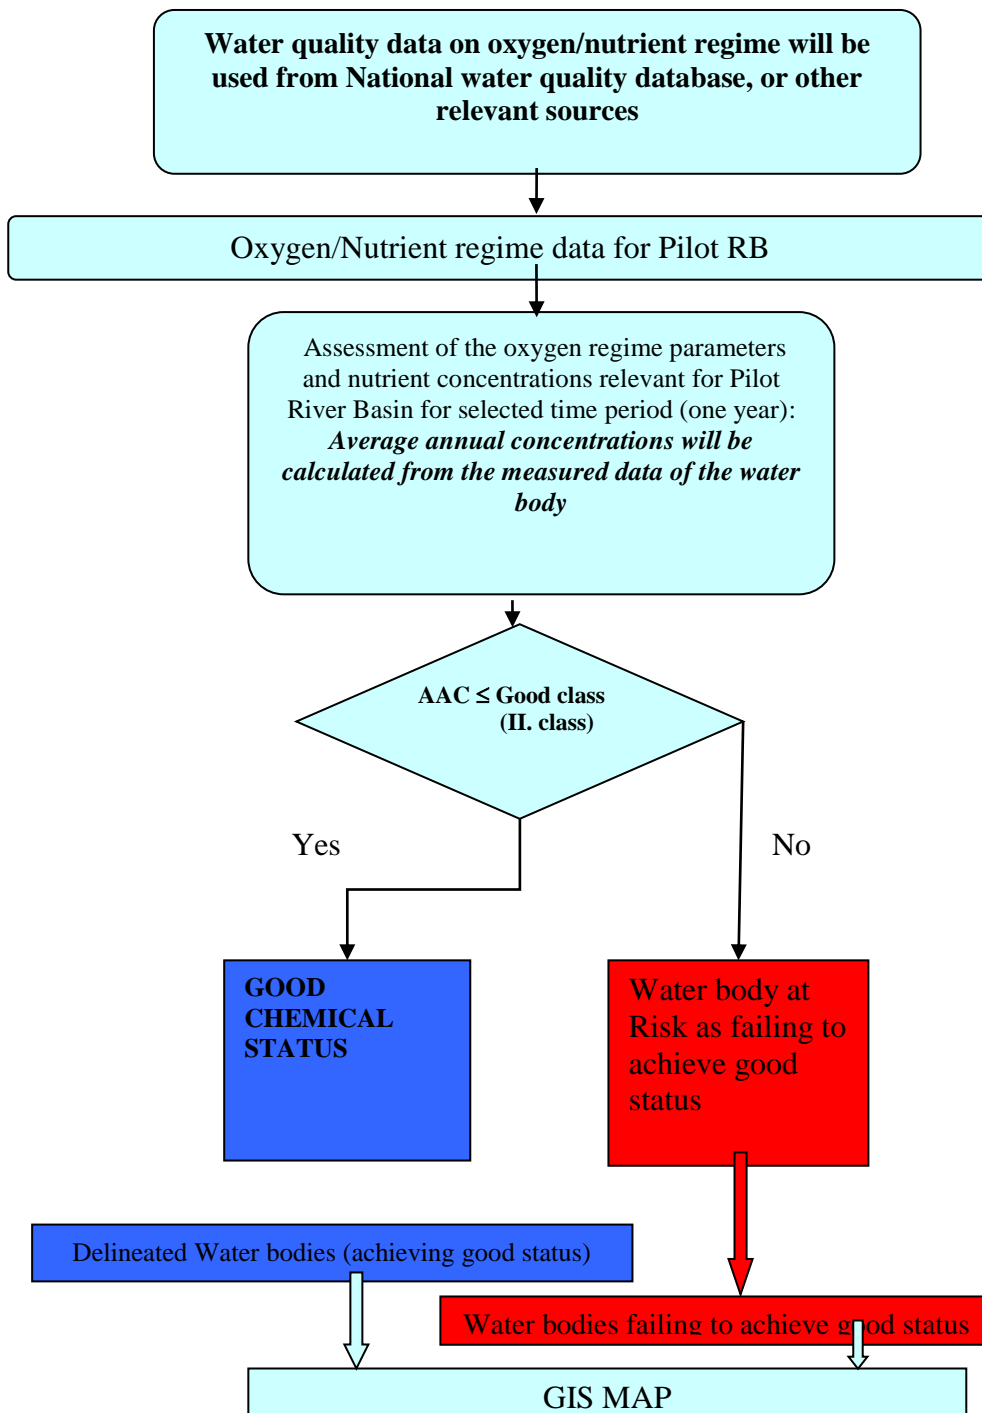 Water quality data on oxygen/nutrient regime will be
used from National water quality database, or other
relevant sources
Oxygen/Nutrient regime data for Pilot RB
Assessment of the oxygen regime parameters
and nutrient concentrations relevant for Pilot
River Basin for selected time period (one year):
Average annual concentrations will be
calculated from the measured data of the water
body
AAC ≤ Good class
(II. class)
Yes
No
GOOD
CHEMICAL
STATUS
Water body at
Risk as failing to
achieve good
status
Delineated Water bodies (achieving good status)
Water bodies failing to achieve good status
GIS MAP